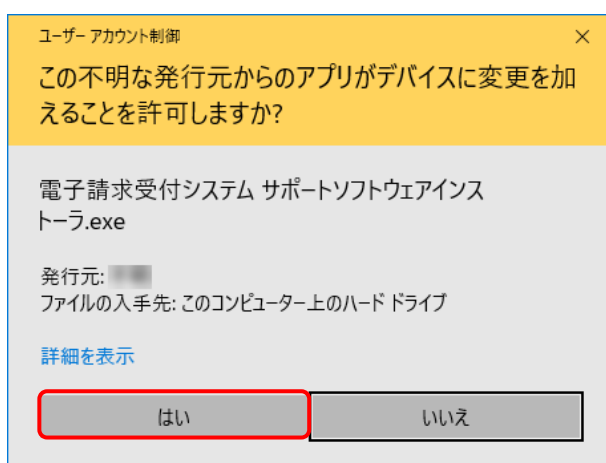 ユーザー アカウント制御
この不明な発行元からのアプリがデバイスに変更を加
えることを許可しますか?
電子請求受付システム サポートソフトウェアインス
トーラ.exe
発行元:
ファイルの入手先: このコンピューター上のハード ドライブ
詳細を表示
はい
いいえ